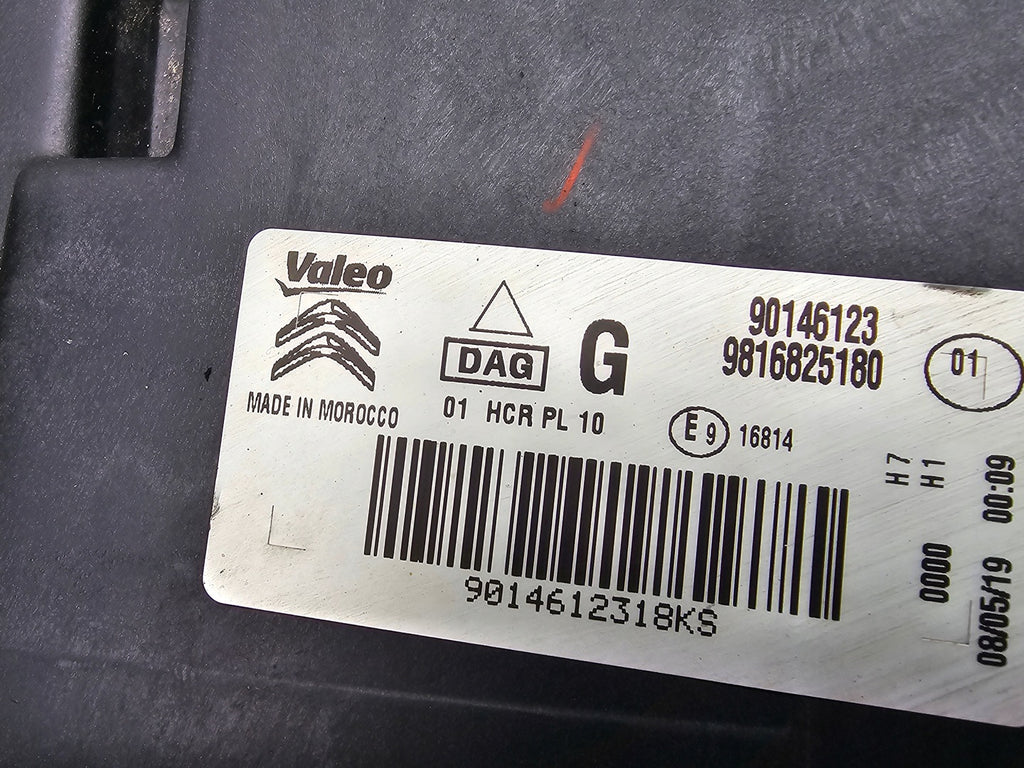 Valeo
MADE IN MOROCCO
DAG
01 HCR PL 10
G
90146123
9816825180
01
E 9 16814
H7
H1
9014612318KS
0000
08/05/19 00:09